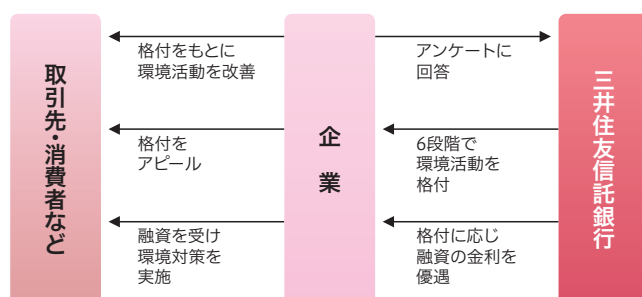 取引先・消費者など
格付をもとに
環境活動を改善
格付を
アピール
融資を受け
環境対策を
実施
企業
アンケートに
回答
6段階で
環境活動を
格付
格付に応じ
融資の金利を
優遇
三井住友信託銀行